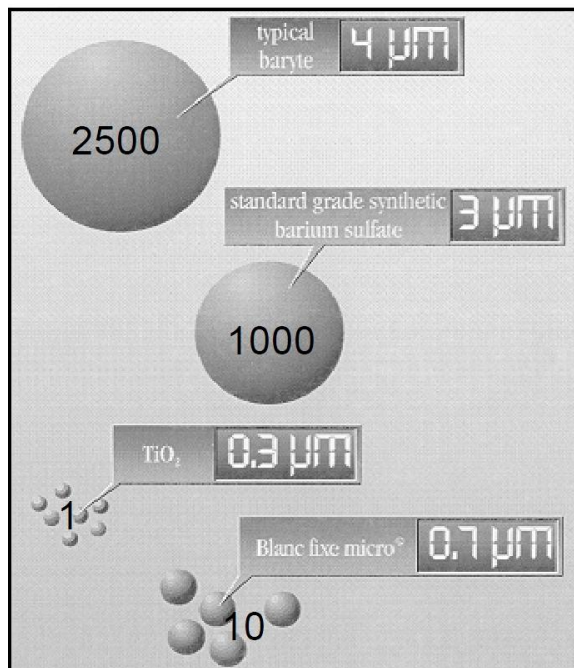 typical
baryte
4 µm
2500
standard grade synthetic
barium sulfate
3 µm
1000
TiO₂
0.3 µm
1
Blanc fixe micro®
0.7 µm
10